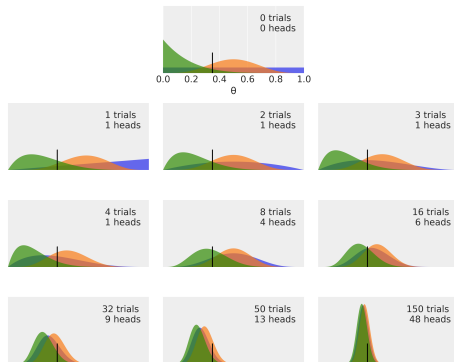 0 trials
0 heads
0.0 0.2 0.4 0.6 0.8 1.0
θ
1 trials
1 heads
2 trials
1 heads
3 trials
1 heads
4 trials
1 heads
8 trials
4 heads
16 trials
6 heads
32 trials
9 heads
50 trials
13 heads
150 trials
48 heads